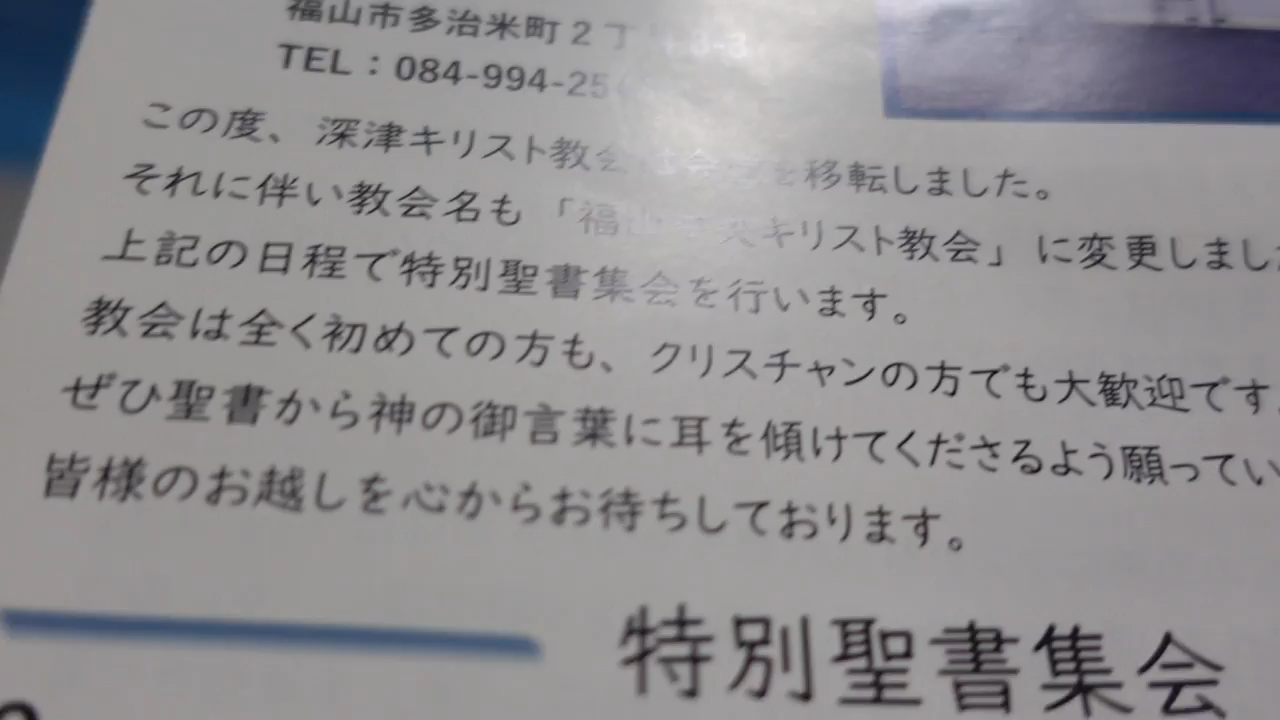 福山市多治米町2丁
TEL：084-994-25
この度、深津キリスト教会は会堂を移転しました。
それに伴い教会名も「福山キリスト教会」に変更しまし
上記の日程で特別聖書集会を行います。
教会は全く初めての方も、クリスチャンの方でも大歓迎です
ぜひ聖書から神の御言葉に耳を傾けてくださるよう願ってい
皆様のお越しを心からお待ちしております。
特別聖書集会